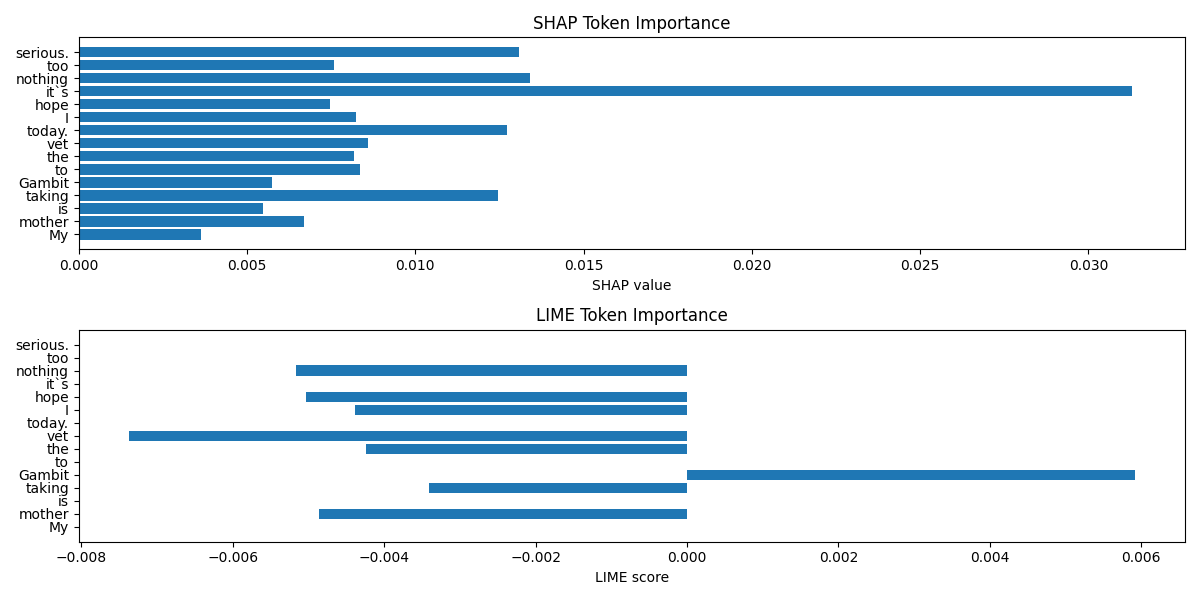 SHAP Token Importance
serious.
too
nothing
it`s
hope
I
today.
vet
the
to
Gambit
taking
is
mother
My
0.000 0.005 0.010 0.015 0.020 0.025 0.030
SHAP value
LIME Token Importance
serious.
too
nothing
it`s
hope
I
today.
vet
the
to
Gambit
taking
is
mother
My
−0.008 −0.006 −0.004 −0.002 0.000 0.002 0.004 0.006
LIME score